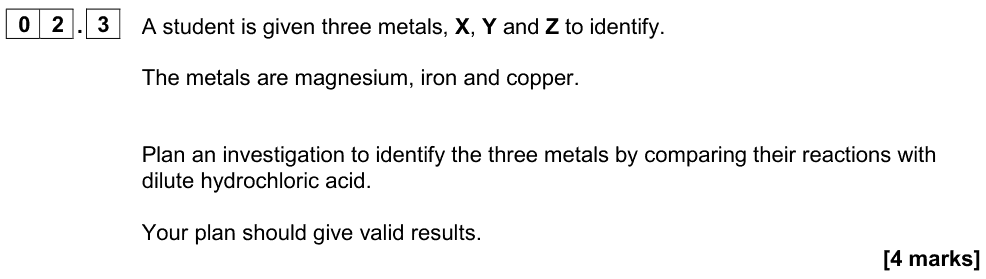 0 2 . 3 A student is given three metals, X, Y and Z to identify.
The metals are magnesium, iron and copper.
Plan an investigation to identify the three metals by comparing their reactions with
dilute hydrochloric acid.
Your plan should give valid results.
[4 marks]